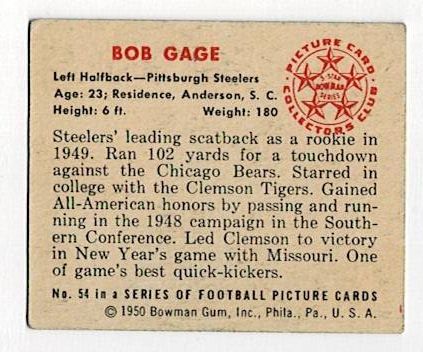 BOB GAGE
Left Halfback—Pittsburgh Steelers
Age: 23; Residence, Anderson, S. C.
Height: 6 ft. Weight: 180
PICTURE CARD
5 STAR
BOWMAN
SERIES
COLLECTORS CLUB
Steelers' leading scatback as a rookie in
1949. Ran 102 yards for a touchdown
against the Chicago Bears. Starred in
college with the Clemson Tigers. Gained
All-American honors by passing and run-
ning in the 1948 campaign in the South-
ern Conference. Led Clemson to victory
in New Year's game with Missouri. One
of game's best quick-kickers.
No. 54 in a SERIES OF FOOTBALL PICTURE CARDS
©1950 Bowman Gum, Inc., Phila., Pa., U. S. A.